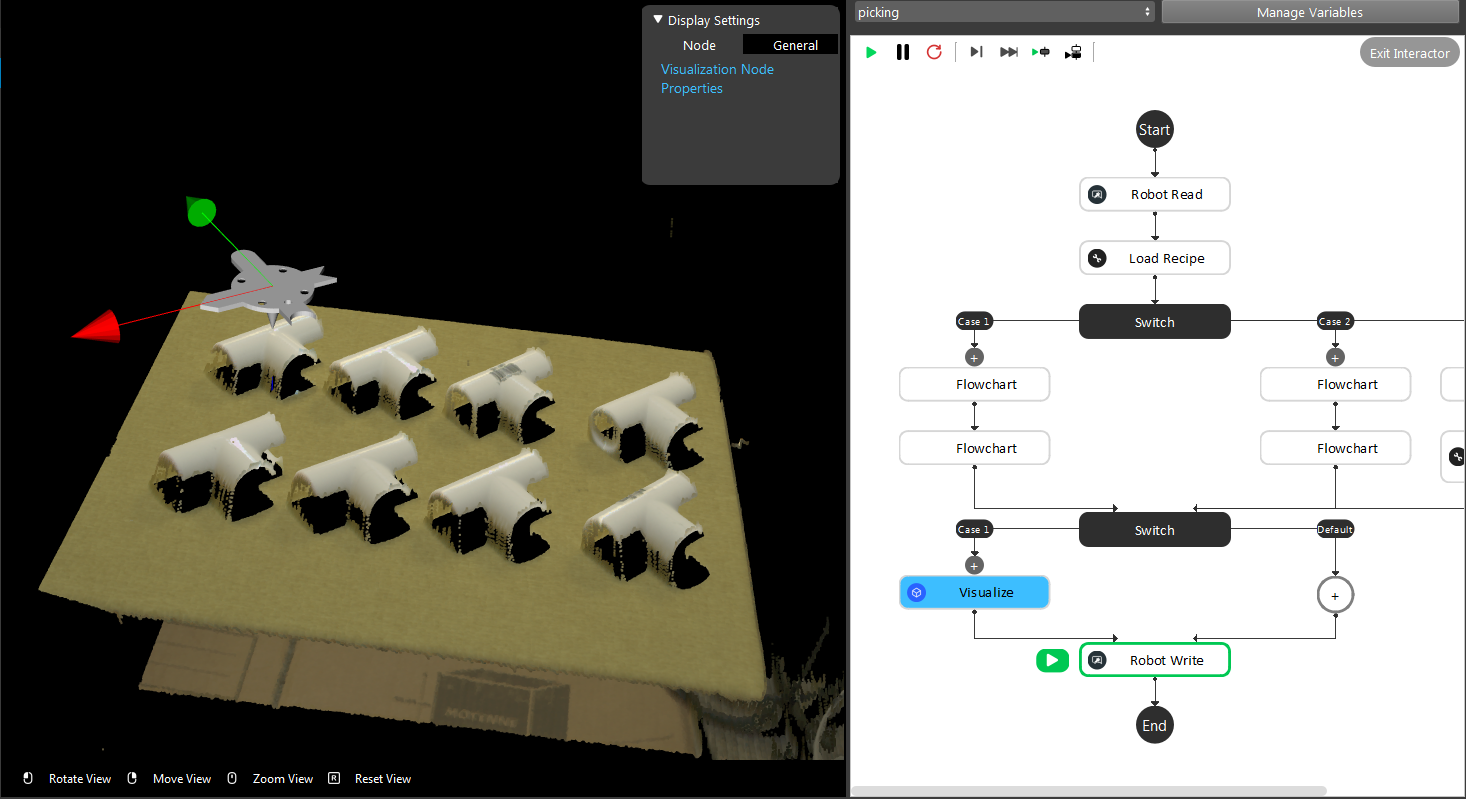 Display Settings
Node General
Visualization Node
Properties
MOYENNE
Rotate View Move View Zoom View R Reset View
picking Manage Variables
Exit Interactor
Start
Robot Read
Load Recipe
Case 1 Switch Case 2
+ +
Flowchart Flowchart
Flowchart Flowchart
Case 1 Switch Default
+
Visualize +
Robot Write
End